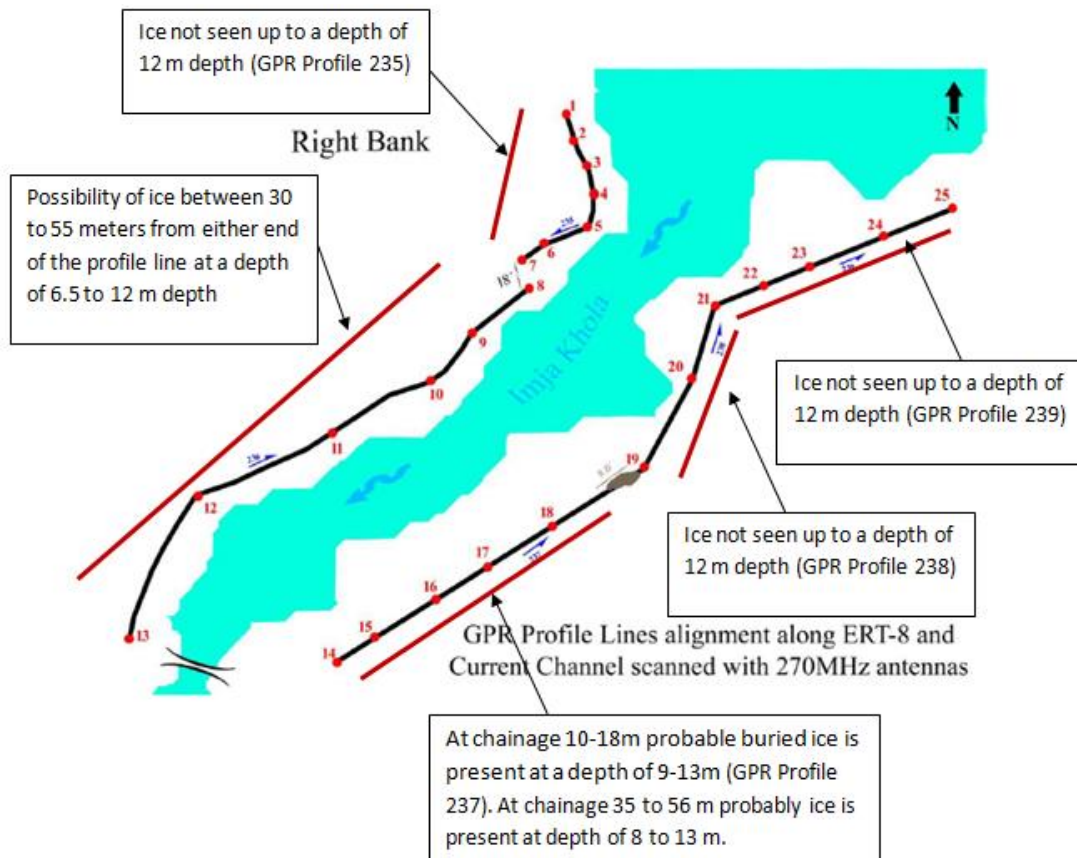 Ice not seen up to a depth of
12 m depth (GPR Profile 235)
Right Bank
N
Possibility of ice between 30
to 55 meters from either end
of the profile line at a depth
of 6.5 to 12 m depth
1
2
3
4
5
235
6
7
18'
8
9
10
11
236
12
13
Imja Khola
25
24
23
22
21
239
20
238
19
18
237
17
16
15
14
Ice not seen up to a depth of
12 m depth (GPR Profile 239)
Ice not seen up to a depth of
12 m depth (GPR Profile 238)
GPR Profile Lines alignment along ERT-8 and
Current Channel scanned with 270MHz antennas
At chainage 10-18m probable buried ice is
present at a depth of 9-13m (GPR Profile
237). At chainage 35 to 56 m probably ice is
present at depth of 8 to 13 m.